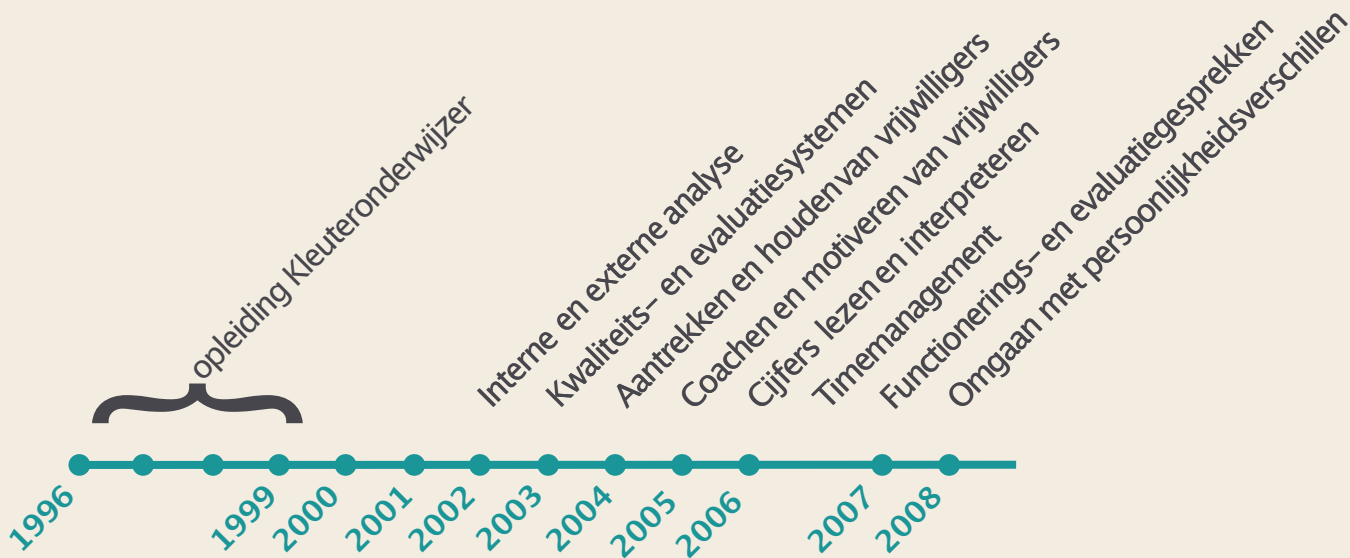 opleiding Kleuteronderwijzer
Interne en externe analyse
Kwaliteits- en evaluatiesystemen
Aantrekken en houden van vrijwilligers
Coachen en motiveren van vrijwilligers
Cijfers lezen en interpreteren
Timemanagement
Functionerings- en evaluatiegesprekken
Omgaan met persoonlijkheidsverschillen
1996
1999
2000
2001
2002
2003
2004
2005
2006
2007
2008